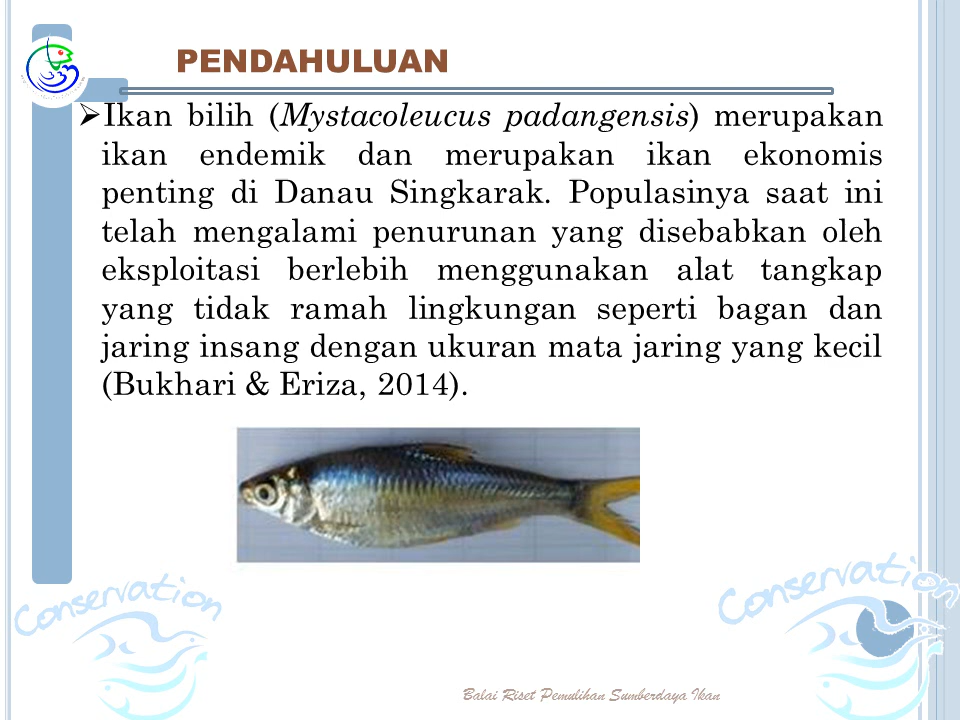 PENDAHULUAN
➢Ikan bilih (Mystacoleucus padangensis) merupakan
ikan endemik dan merupakan ikan ekonomis
penting di Danau Singkarak. Populasinya saat ini
telah mengalami penurunan yang disebabkan oleh
eksploitasi berlebih menggunakan alat tangkap
yang tidak ramah lingkungan seperti bagan dan
jaring insang dengan ukuran mata jaring yang kecil
(Bukhari & Eriza, 2014).
Conservation
Conservation
Balai Riset Pemulihan Sumberdaya Ikan